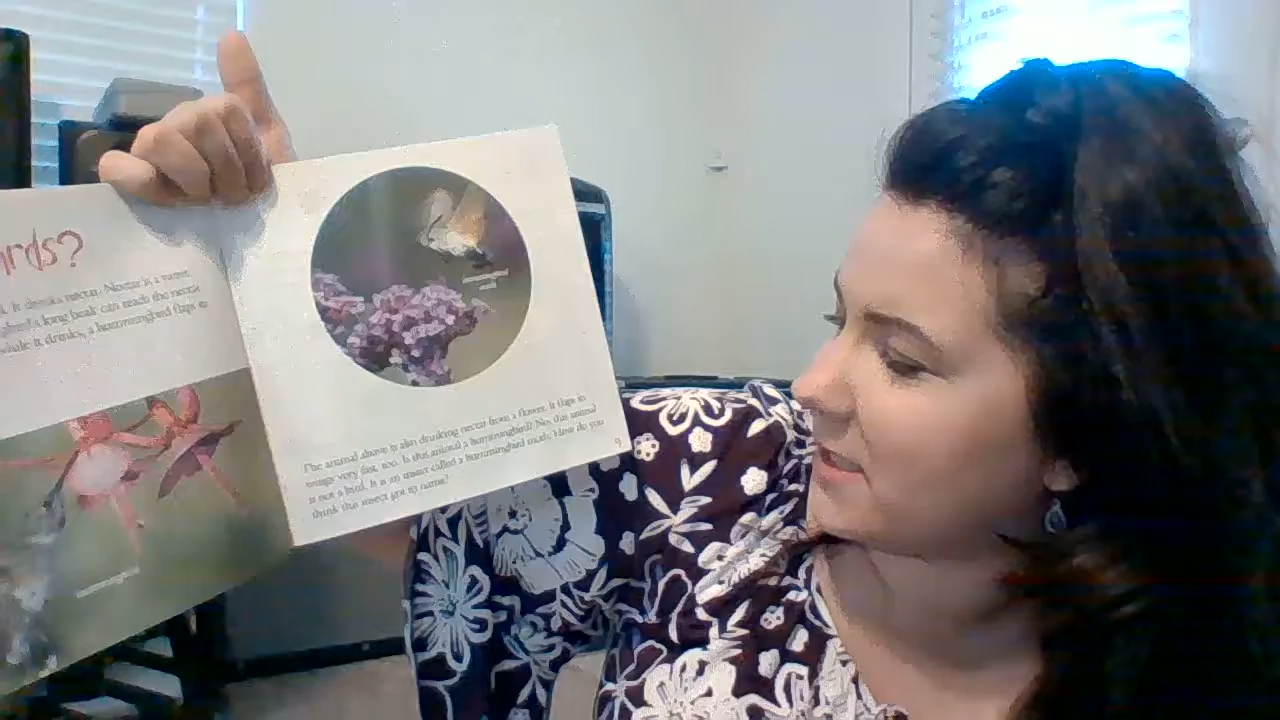 rds?
it drinks nectar. Nectar is a sweet
long beak can reach the nectar
while it drinks, a hummingbird flaps its
The animal above is also drinking nectar from a flower. It flaps its
wings very fast, too. Is this animal a hummingbird? No, this animal
is not a bird. It is an insect called a hummingbird moth. How do you
think this insect got its name?
9